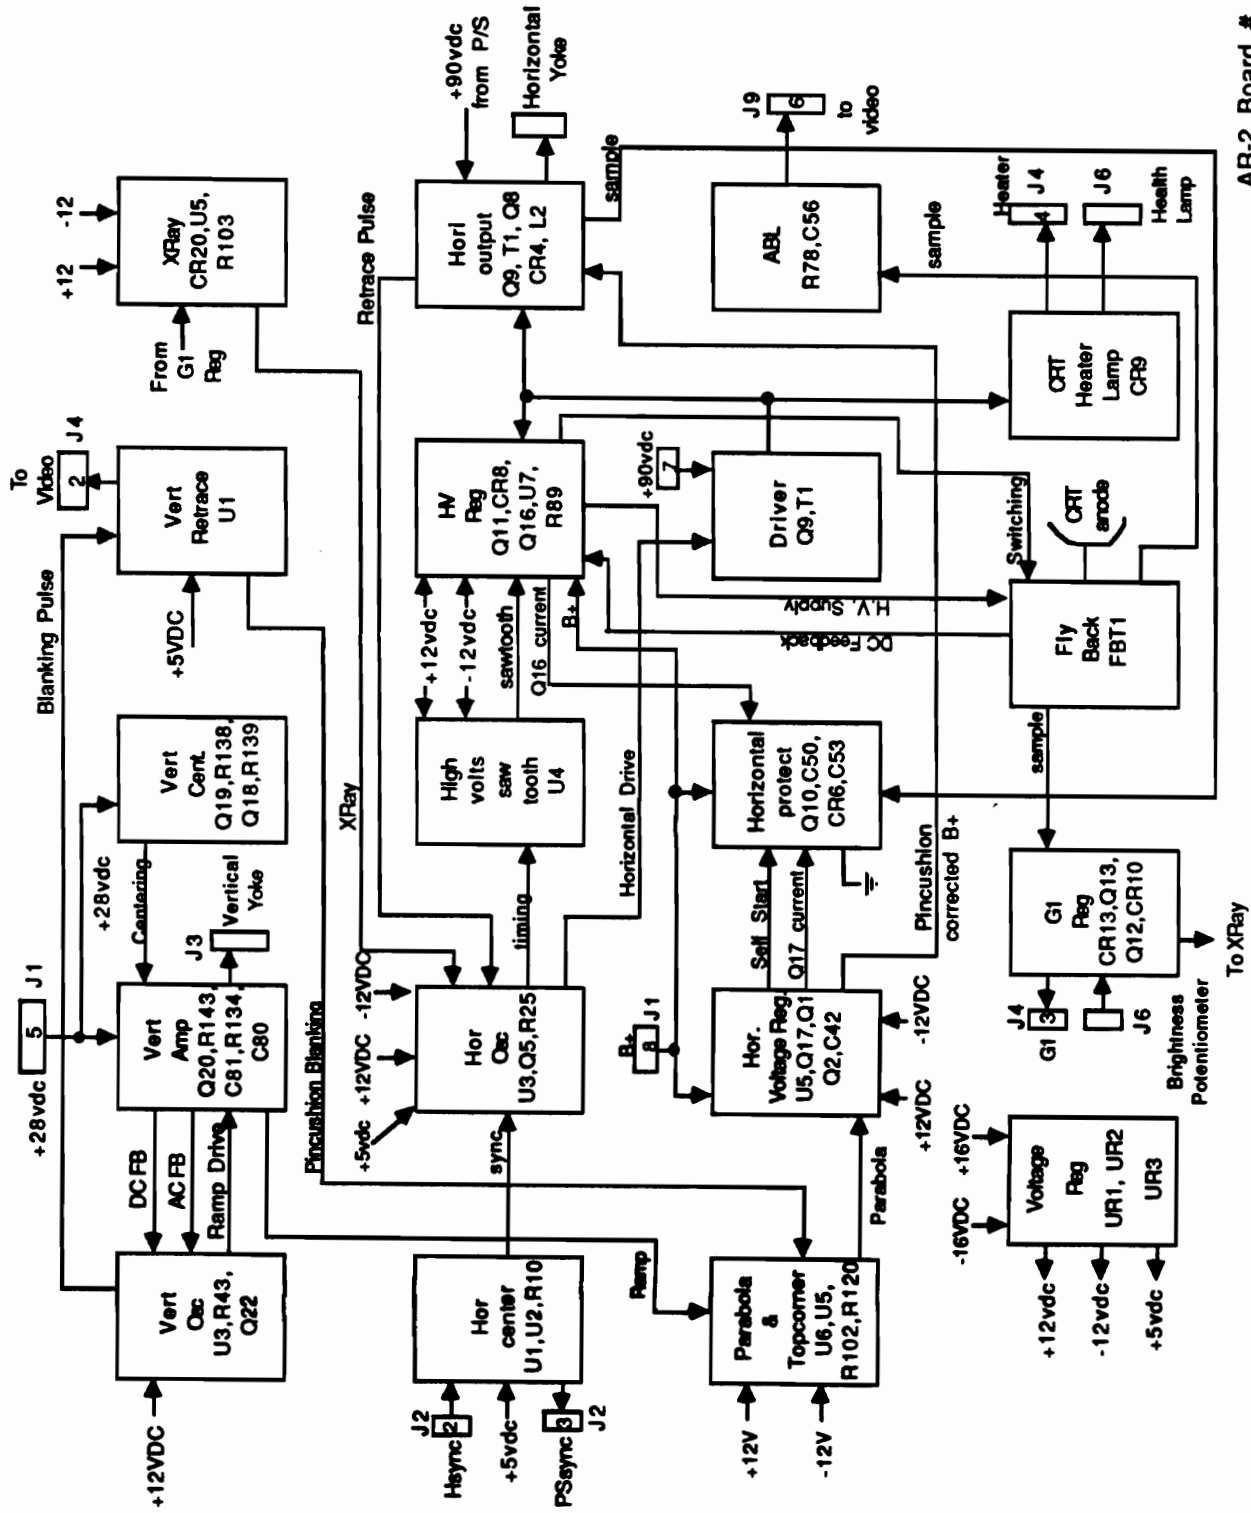 +12VDC
Vert
Osc
U3,R43,
Q22
DC FB
AC FB
Ramp Drive
+28vdc
5
J1
Vert
Amp
Q20,R143,
C81,R134,
C80
J3
Vertical
Yoke
+28vdc
Centering
Vert
Cent.
Q19,R138,
Q18,R139
Blanking Pulse
+5VDC
Vert
Retrace
U1
To
Video
2
J4
From
G1
Reg
+12
-12
XRay
CR20,U5,
R103
Pincushion Blanking
XRay
Retrace Pulse
J2
Hsync
2
+5vdc
PSsync
3
J2
Hor
center
U1,U2,R10
sync
+5vdc
+12VDC
-12VDC
Hor
Osc
U3,Q5,R25
timing
High
volts
saw
tooth
U4
+12vdc
-12vdc
sawtooth
Q16 current
B+
HV
Reg
Q11,CR8,
Q16,U7,
R89
Hori
output
Q9, T1, Q8
CR4, L2
+90vdc
from P/S
Horizontal
Yoke
sample
Horizontal Drive
Ramp
+12V
-12V
Parabola
&
Topcorner
U6,U5,
R102,R120
Parabola
B+
8
J1
Hor.
Voltage Reg.
U5,Q17,Q1
Q2,C42
+12VDC
-12VDC
Self Start
Q17 current
Horizontal
protect
Q10,C50,
CR6,C53
Pincushion
corrected B+
DC Feedback
H.V. Supply
+90vdc
7
Driver
Q9,T1
Switching
ABL
R78,C56
J9
6
to
video
sample
-16VDC
+16VDC
Voltage
Reg
UR1, UR2
UR3
+12vdc
-12vdc
+5vdc
J4
3
G1
J6
Brightness
Potentiometer
G1
Reg
CR13,Q13,
Q12,CR10
To XRay
sample
Fly
Back
FBT1
CRT
anode
CRT
Heater
Lamp
CR9
Heater
4
J4
J6
Health
Lamp
AR-2 Board #